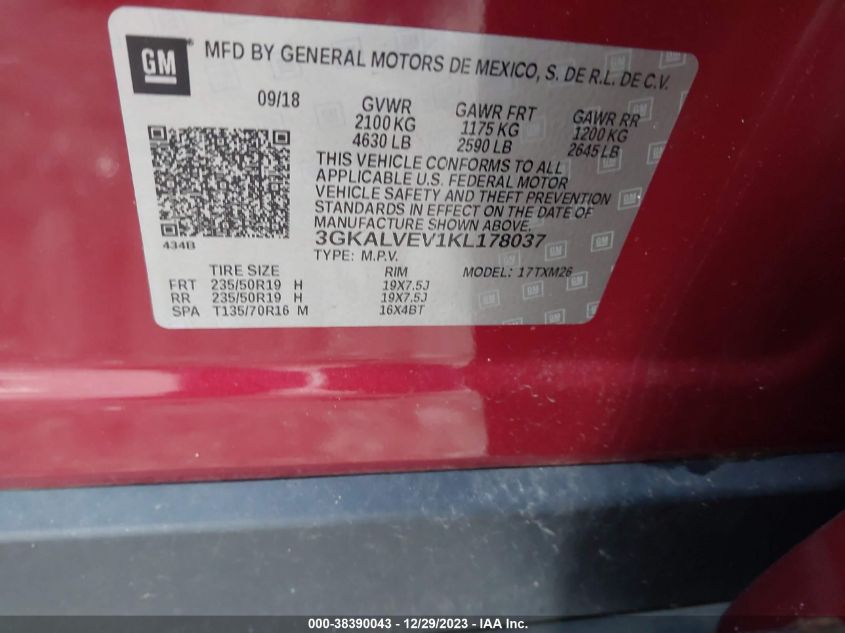 GM
MFD BY GENERAL MOTORS DE MEXICO, S. DE R.L. DE C.V.
09/18
GVWR
2100 KG
4630 LB
GAWR FRT
1175 KG
2590 LB
GAWR RR
1200 KG
2645 LB
THIS VEHICLE CONFORMS TO ALL
APPLICABLE U.S. FEDERAL MOTOR
VEHICLE SAFETY AND THEFT PREVENTION
STANDARDS IN EFFECT ON THE DATE OF
MANUFACTURE SHOWN ABOVE.
434B
3GKALVEV1KL178037
TYPE: M.P.V.
TIRE SIZE RIM MODEL: 17TXM26
FRT 235/50R19 H 19X7.5J
RR 235/50R19 H 19X7.5J
SPA T135/70R16 M 16X4BT
000-38390043 - 12/29/2023 - IAA Inc.